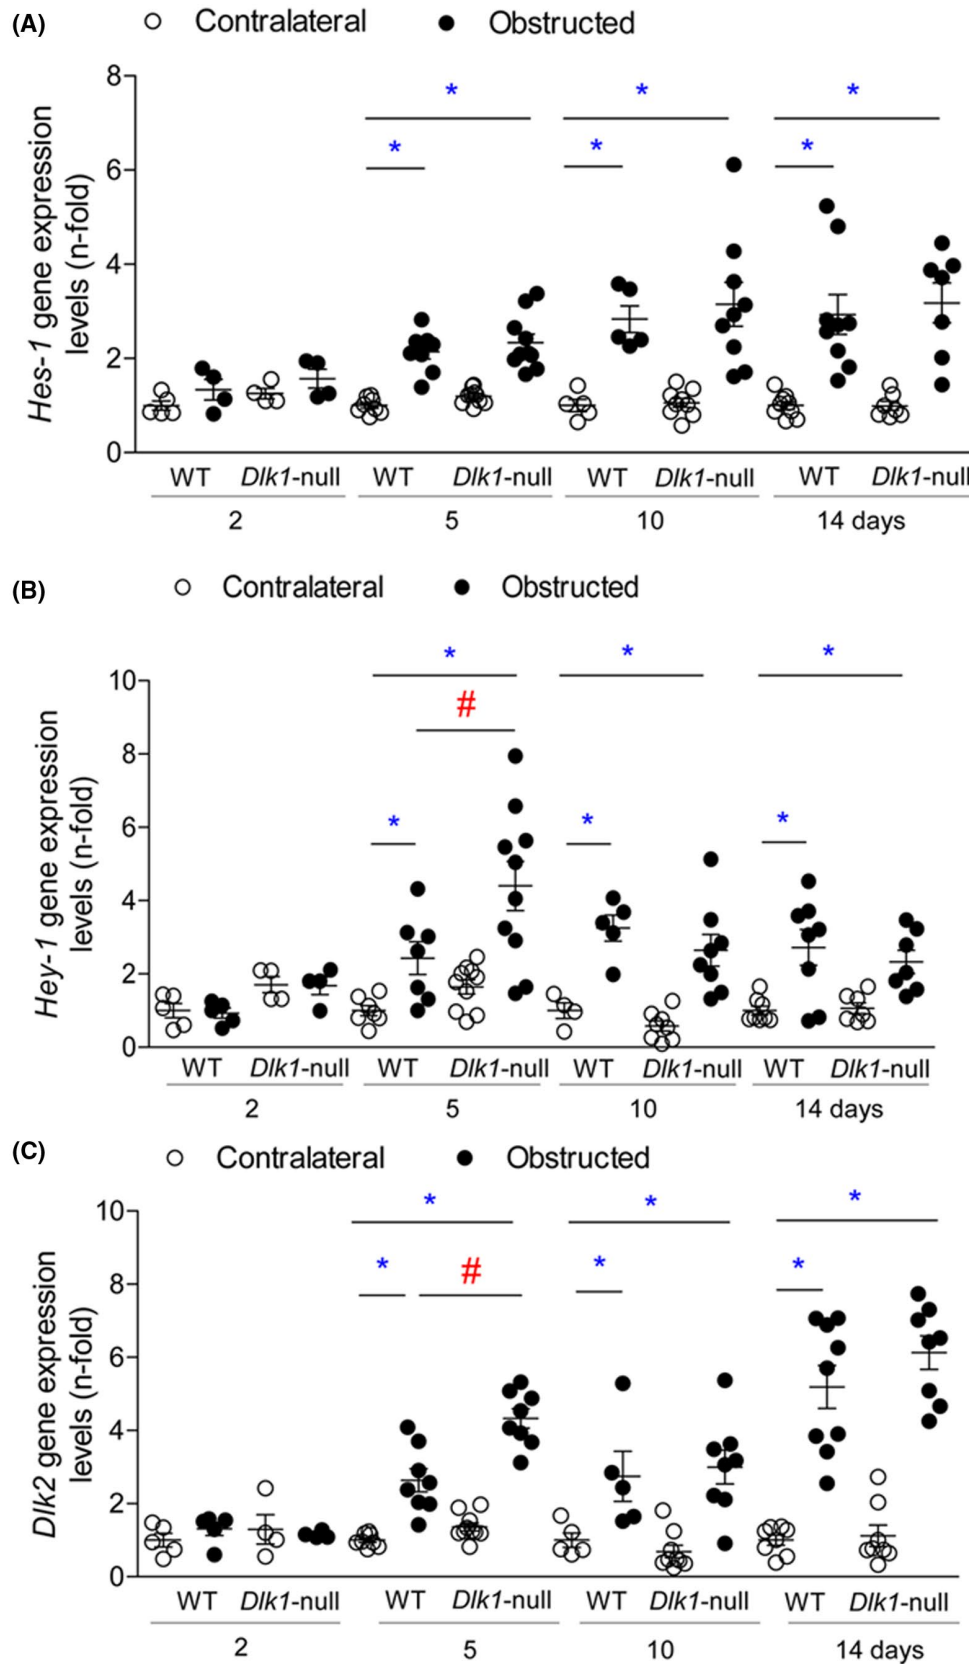 (A) Contralateral Obstructed
Hes-1 gene expression
levels (n-fold)
8
6
4
2
0
* * * * * *
WT Dlk1-null WT Dlk1-null WT Dlk1-null WT Dlk1-null
2 5 10 14 days
(B) Contralateral Obstructed
Hey-1 gene expression
levels (n-fold)
10
8
6
4
2
0
* * *
#
* * *
WT Dlk1-null WT Dlk1-null WT Dlk1-null WT Dlk1-null
2 5 10 14 days
(C) Contralateral Obstructed
Dlk2 gene expression
levels (n-fold)
10
8
6
4
2
0
* * *
* # * *
WT Dlk1-null WT Dlk1-null WT Dlk1-null WT Dlk1-null
2 5 10 14 days